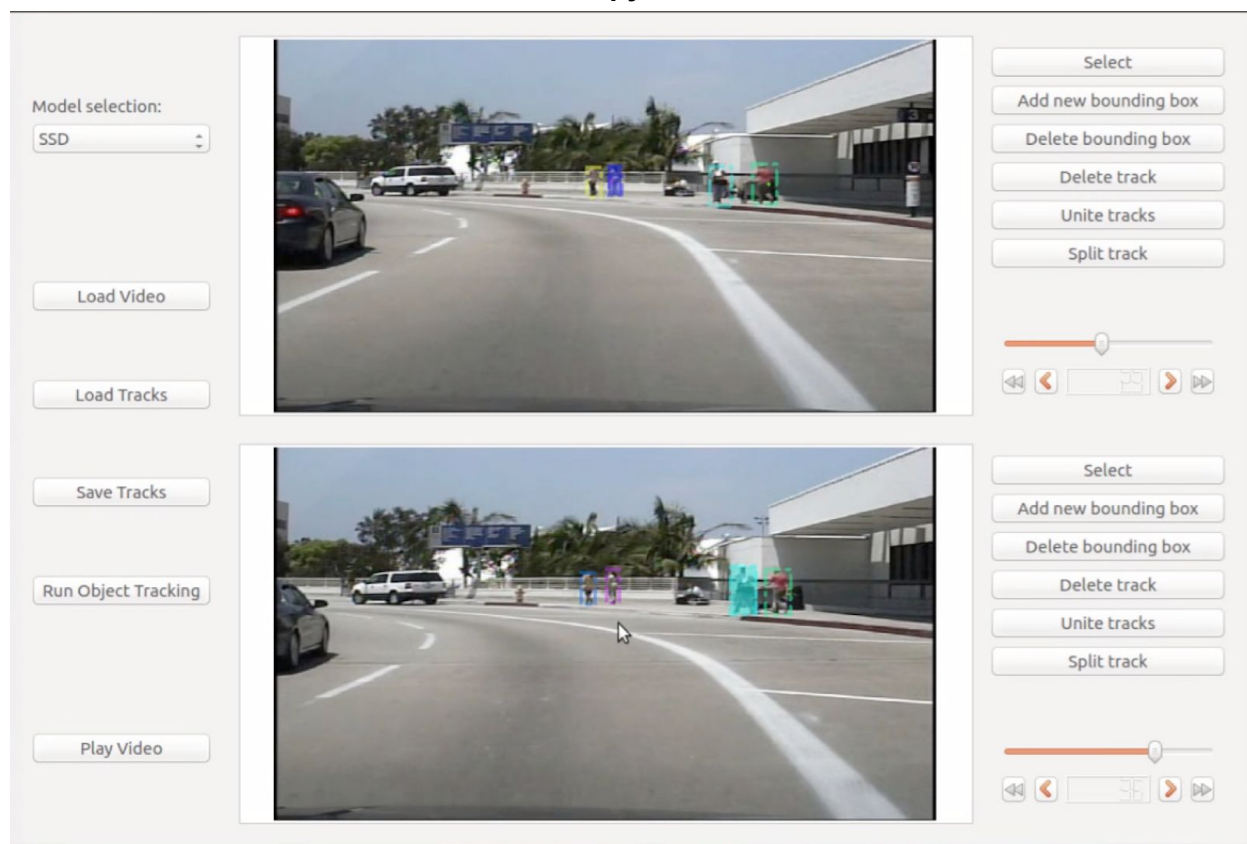 Model selection:
SSD
Load Video
Load Tracks
Save Tracks
Run Object Tracking
Play Video
Select
Add new bounding box
Delete bounding box
Delete track
Unite tracks
Split track
3
Select
Add new bounding box
Delete bounding box
Delete track
Unite tracks
Split track
36